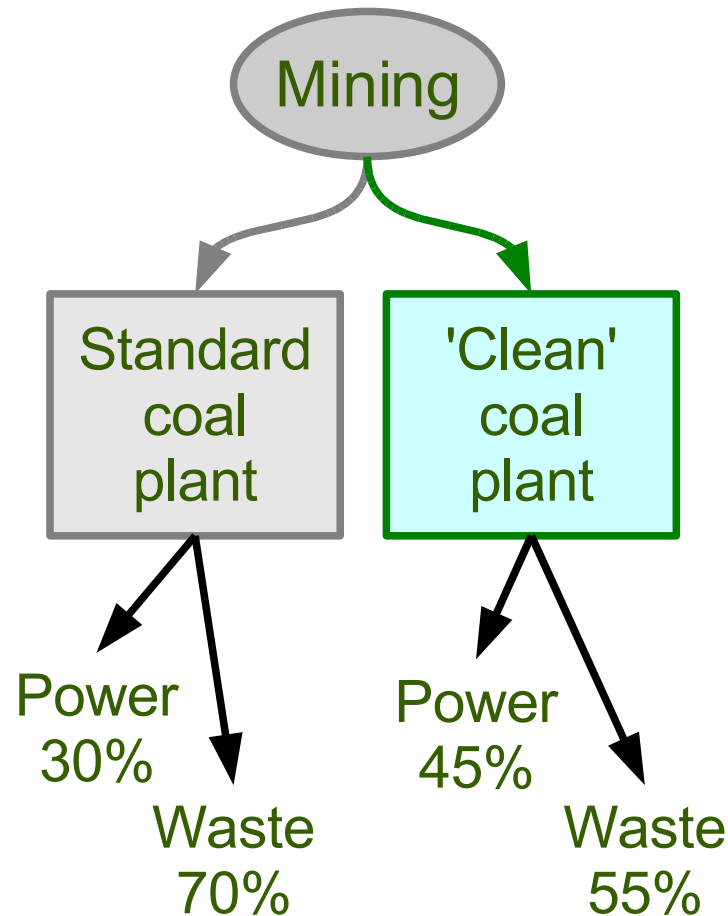 Mining
Standard
coal
plant
'Clean'
coal
plant
Power
30%
Waste
70%
Power
45%
Waste
55%